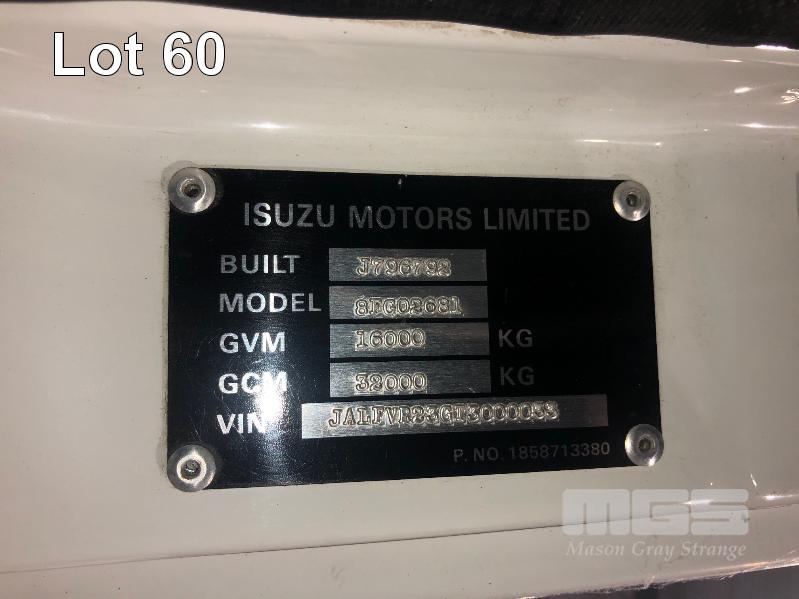 Lot 60
ISUZU MOTORS LIMITED
BUILT J796792
MODEL
GVM 16000 KG
GCM 32000 KG
VIN
P. NO. 1858713380
MGS
Mason Gray Strange